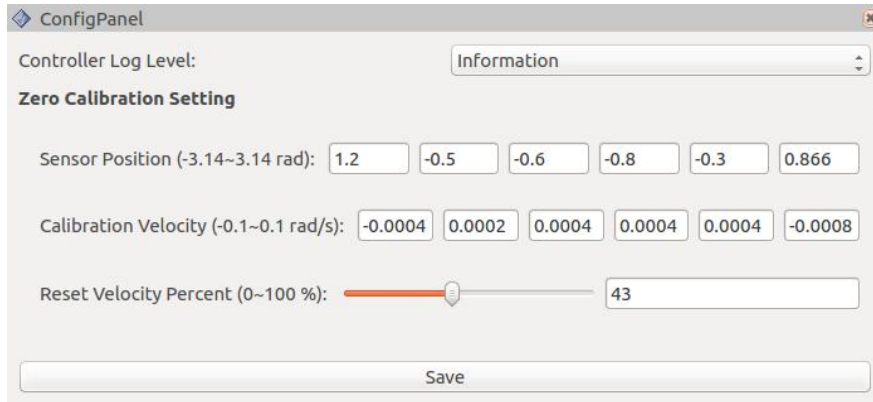 ConfigPanel
Controller Log Level: Information
Zero Calibration Setting
Sensor Position (-3.14~3.14 rad): 1.2 -0.5 -0.6 -0.8 -0.3 0.866
Calibration Velocity (-0.1~0.1 rad/s): -0.0004 0.0002 0.0004 0.0004 0.0004 -0.0008
Reset Velocity Percent (0~100 %): 43
Save